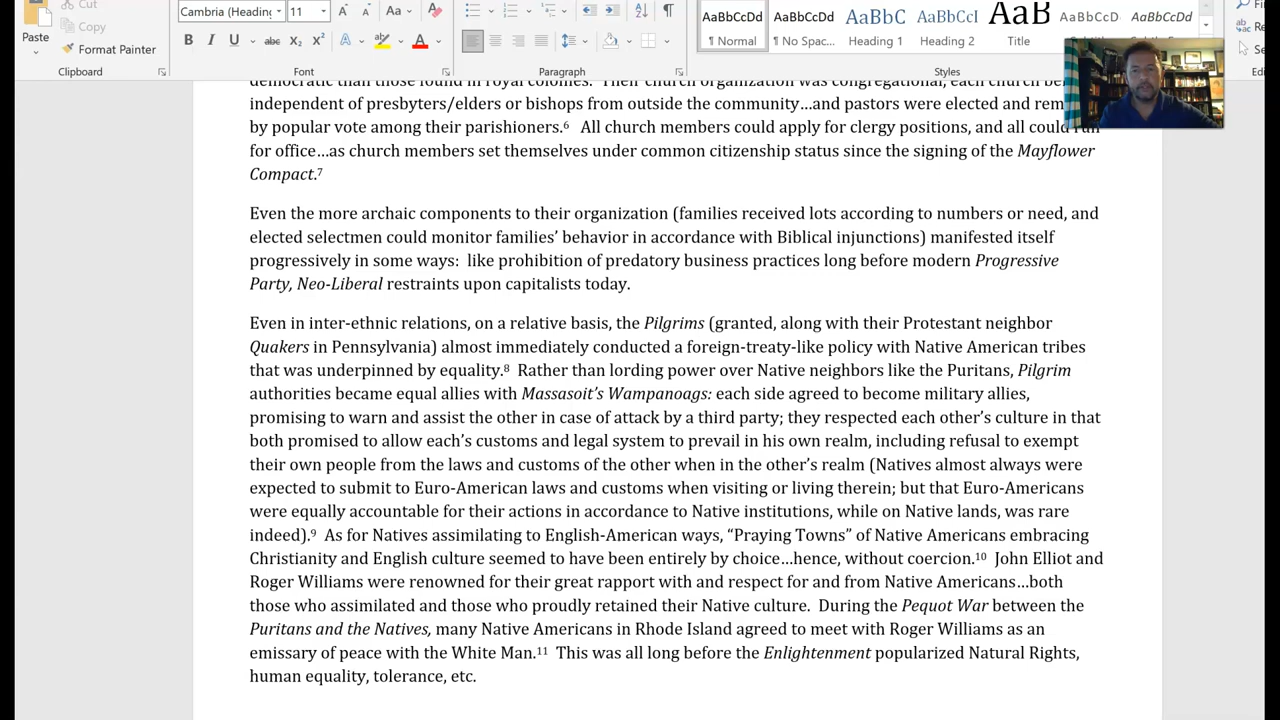 Cut
Copy
Paste
Format Painter
Clipboard
Cambria (Heading
11
Aa
B I U abc X₂ X² A A
Font
Paragraph
AaBbCcDd AaBbCcDd AaBbC AaBbCcI AaB AaBbCcD AaBbCcDd
¶ Normal ¶ No Spac... Heading 1 Heading 2 Title
Styles
democratic than those found in royal colonies. Their church organization was congregational, each church
independent of presbyters/elders or bishops from outside the community…and pastors were elected and
by popular vote among their parishioners.⁶ All church members could apply for clergy positions, and all could run
for office…as church members set themselves under common citizenship status since the signing of the Mayflower
Compact.⁷
Even the more archaic components to their organization (families received lots according to numbers or need, and
elected selectmen could monitor families’ behavior in accordance with Biblical injunctions) manifested itself
progressively in some ways: like prohibition of predatory business practices long before modern Progressive
Party, Neo-Liberal restraints upon capitalists today.
Even in inter-ethnic relations, on a relative basis, the Pilgrims (granted, along with their Protestant neighbor
Quakers in Pennsylvania) almost immediately conducted a foreign-treaty-like policy with Native American tribes
that was underpinned by equality.⁸ Rather than lording power over Native neighbors like the Puritans, Pilgrim
authorities became equal allies with Massasoit’s Wampanoags: each side agreed to become military allies,
promising to warn and assist the other in case of attack by a third party; they respected each other’s culture in that
both promised to allow each’s customs and legal system to prevail in his own realm, including refusal to exempt
their own people from the laws and customs of the other when in the other’s realm (Natives almost always were
expected to submit to Euro-American laws and customs when visiting or living therein; but that Euro-Americans
were equally accountable for their actions in accordance to Native institutions, while on Native lands, was rare
indeed).⁹ As for Natives assimilating to English-American ways, “Praying Towns” of Native Americans embracing
Christianity and English culture seemed to have been entirely by choice…hence, without coercion.¹⁰ John Elliot and
Roger Williams were renowned for their great rapport with and respect for and from Native Americans…both
those who assimilated and those who proudly retained their Native culture. During the Pequot War between the
Puritans and the Natives, many Native Americans in Rhode Island agreed to meet with Roger Williams as an
emissary of peace with the White Man.¹¹ This was all long before the Enlightenment popularized Natural Rights,
human equality, tolerance, etc.